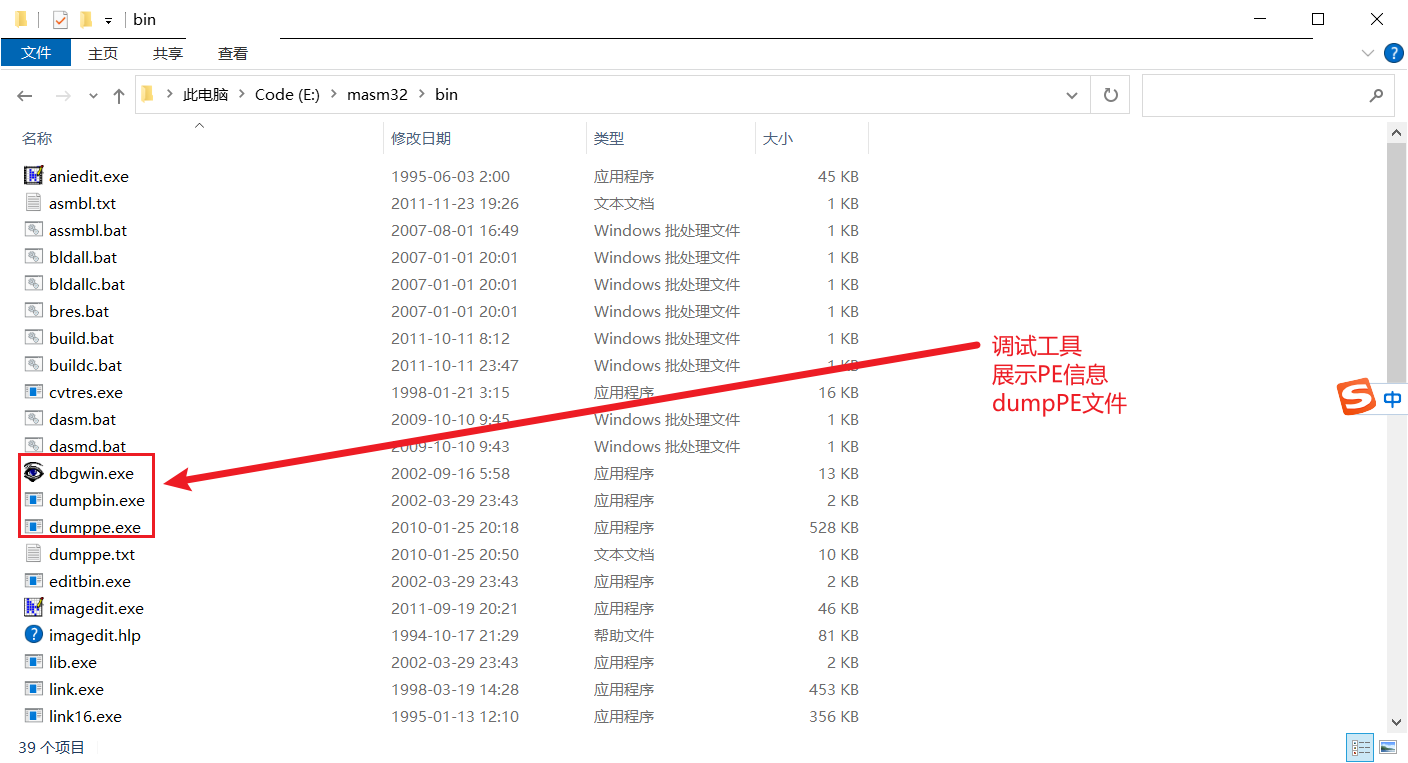 bin
文件 主页 共享 查看
此电脑 > Code (E:) > masm32 > bin
名称 修改日期 类型 大小
aniedit.exe 1995-06-03 2:00 应用程序 45 KB
asmbl.txt 2011-11-23 19:26 文本文档 1 KB
assmbl.bat 2007-08-01 16:49 Windows 批处理文件 1 KB
bldall.bat 2007-01-01 20:01 Windows 批处理文件 1 KB
bldallc.bat 2007-01-01 20:01 Windows 批处理文件 1 KB
bres.bat 2007-01-01 20:01 Windows 批处理文件 1 KB
build.bat 2011-10-11 8:12 Windows 批处理文件 1 KB
buildc.bat 2011-10-11 23:47 Windows 批处理文件 1 KB
cvtres.exe 1998-01-21 3:15 应用程序 16 KB
dasm.bat 2009-10-10 9:45 Windows 批处理文件 1 KB
dasmd.bat 2009-10-10 9:43 Windows 批处理文件 1 KB
dbgwin.exe 2002-09-16 5:58 应用程序 13 KB
dumpbin.exe 2002-03-29 23:43 应用程序 2 KB
dumppe.exe 2010-01-25 20:18 应用程序 528 KB
dumppe.txt 2010-01-25 20:50 文本文档 10 KB
editbin.exe 2002-03-29 23:43 应用程序 2 KB
imagedit.exe 2011-09-19 20:21 应用程序 46 KB
imagedit.hlp 1994-10-17 21:29 帮助文件 81 KB
lib.exe 2002-03-29 23:43 应用程序 2 KB
link.exe 1998-03-19 14:28 应用程序 453 KB
link16.exe 1995-01-13 12:10 应用程序 356 KB
调试工具
展示PE信息
dumpPE文件
中
39 个项目